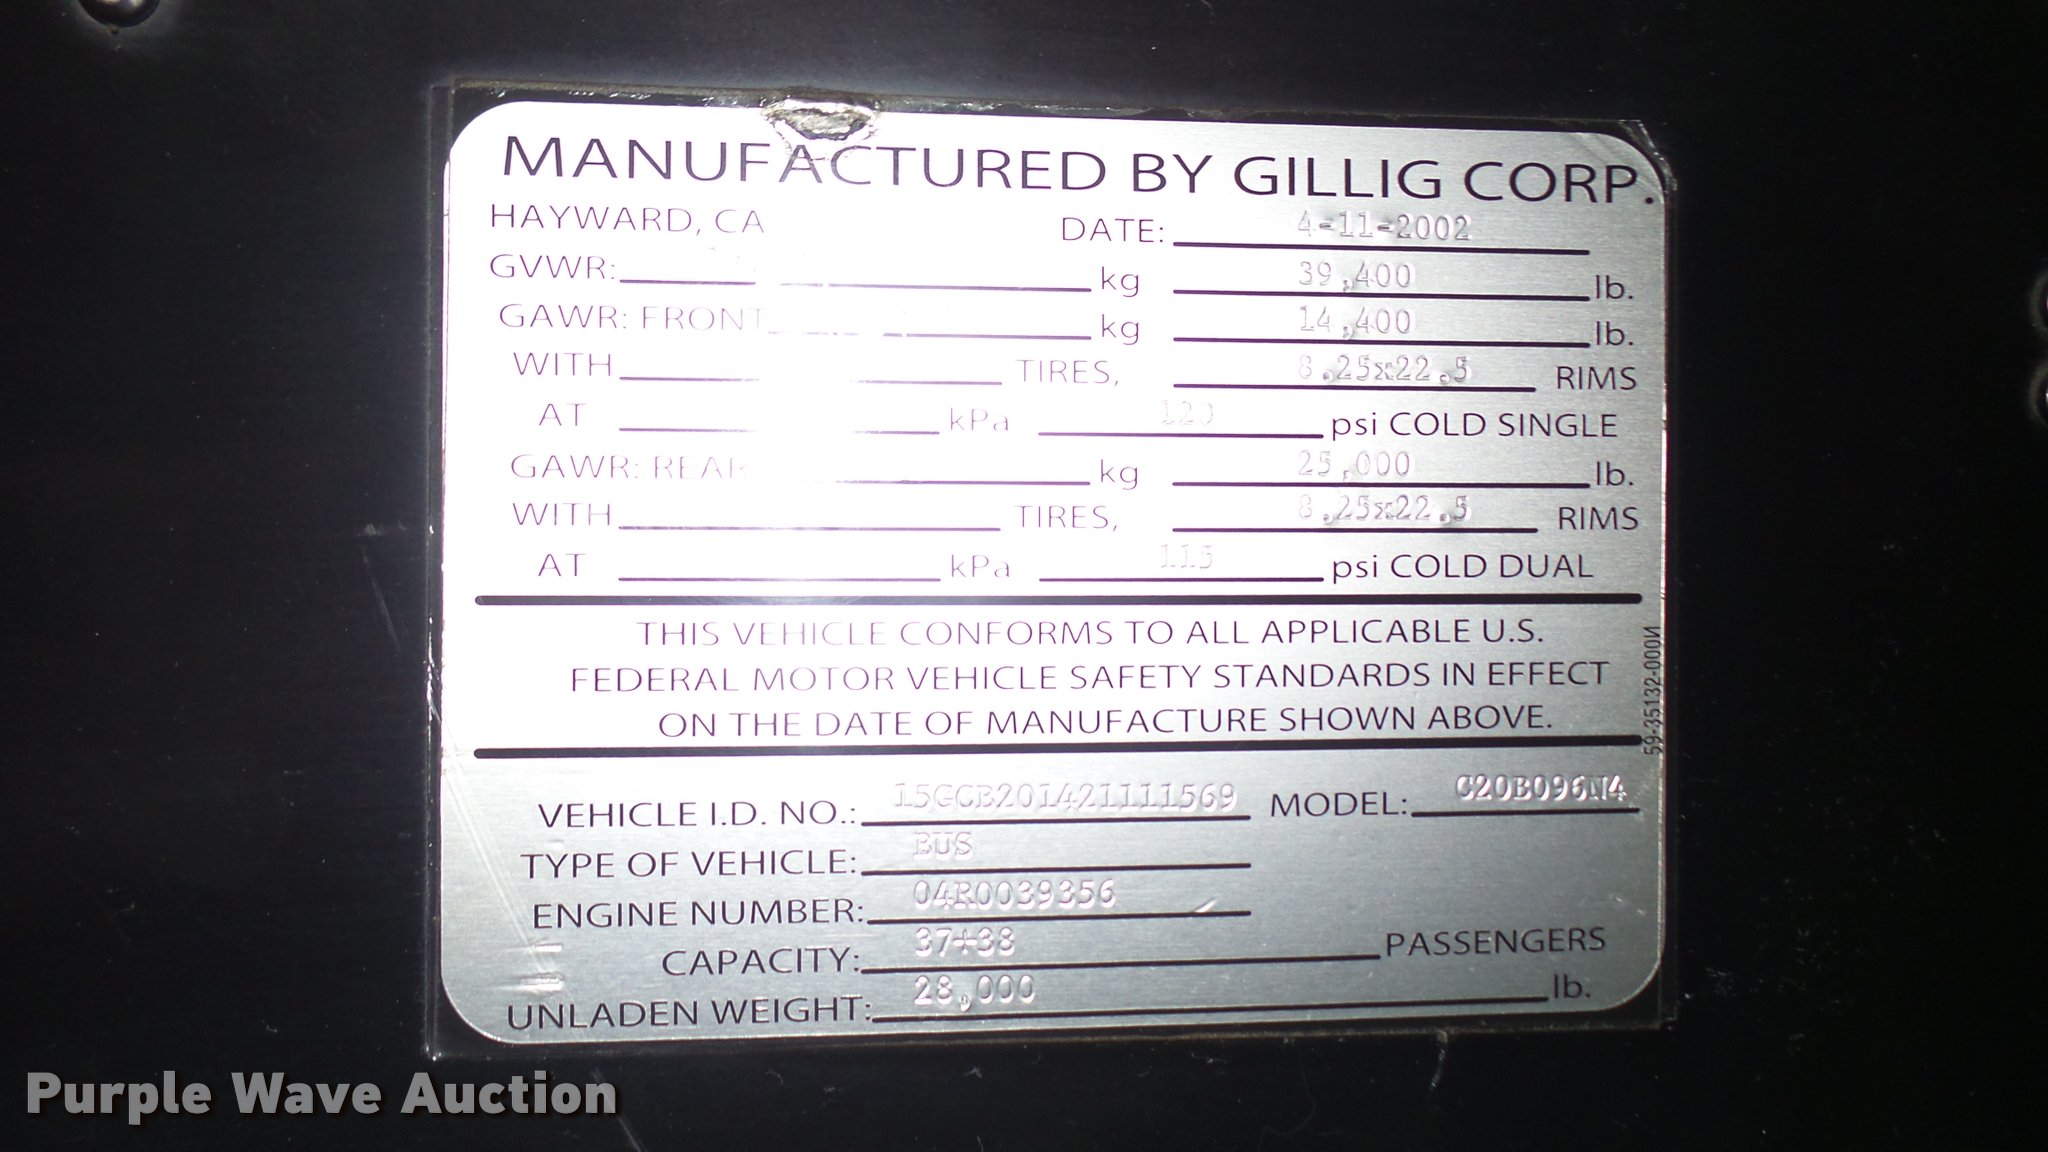 MANUFACTURED BY GILLIG CORP.
HAYWARD, CA DATE: 4-11-2002
GVWR: kg 39,400 lb.
GAWR: FRONT kg 14,400 lb.
WITH TIRES, 8.25x22.5 RIMS
AT kPa 120 psi COLD SINGLE
GAWR: REAR kg 25,000 lb.
WITH TIRES, 8.25x22.5 RIMS
AT kPa 115 psi COLD DUAL
THIS VEHICLE CONFORMS TO ALL APPLICABLE U.S.
FEDERAL MOTOR VEHICLE SAFETY STANDARDS IN EFFECT
ON THE DATE OF MANUFACTURE SHOWN ABOVE.
59-35132-000N
VEHICLE I.D. NO.: 15GCB201421111569 MODEL: C20B096N4
TYPE OF VEHICLE: BUS
ENGINE NUMBER: 04R0039356
CAPACITY: 37+38 PASSENGERS
UNLADEN WEIGHT: 28,000 lb.
Purple Wave Auction